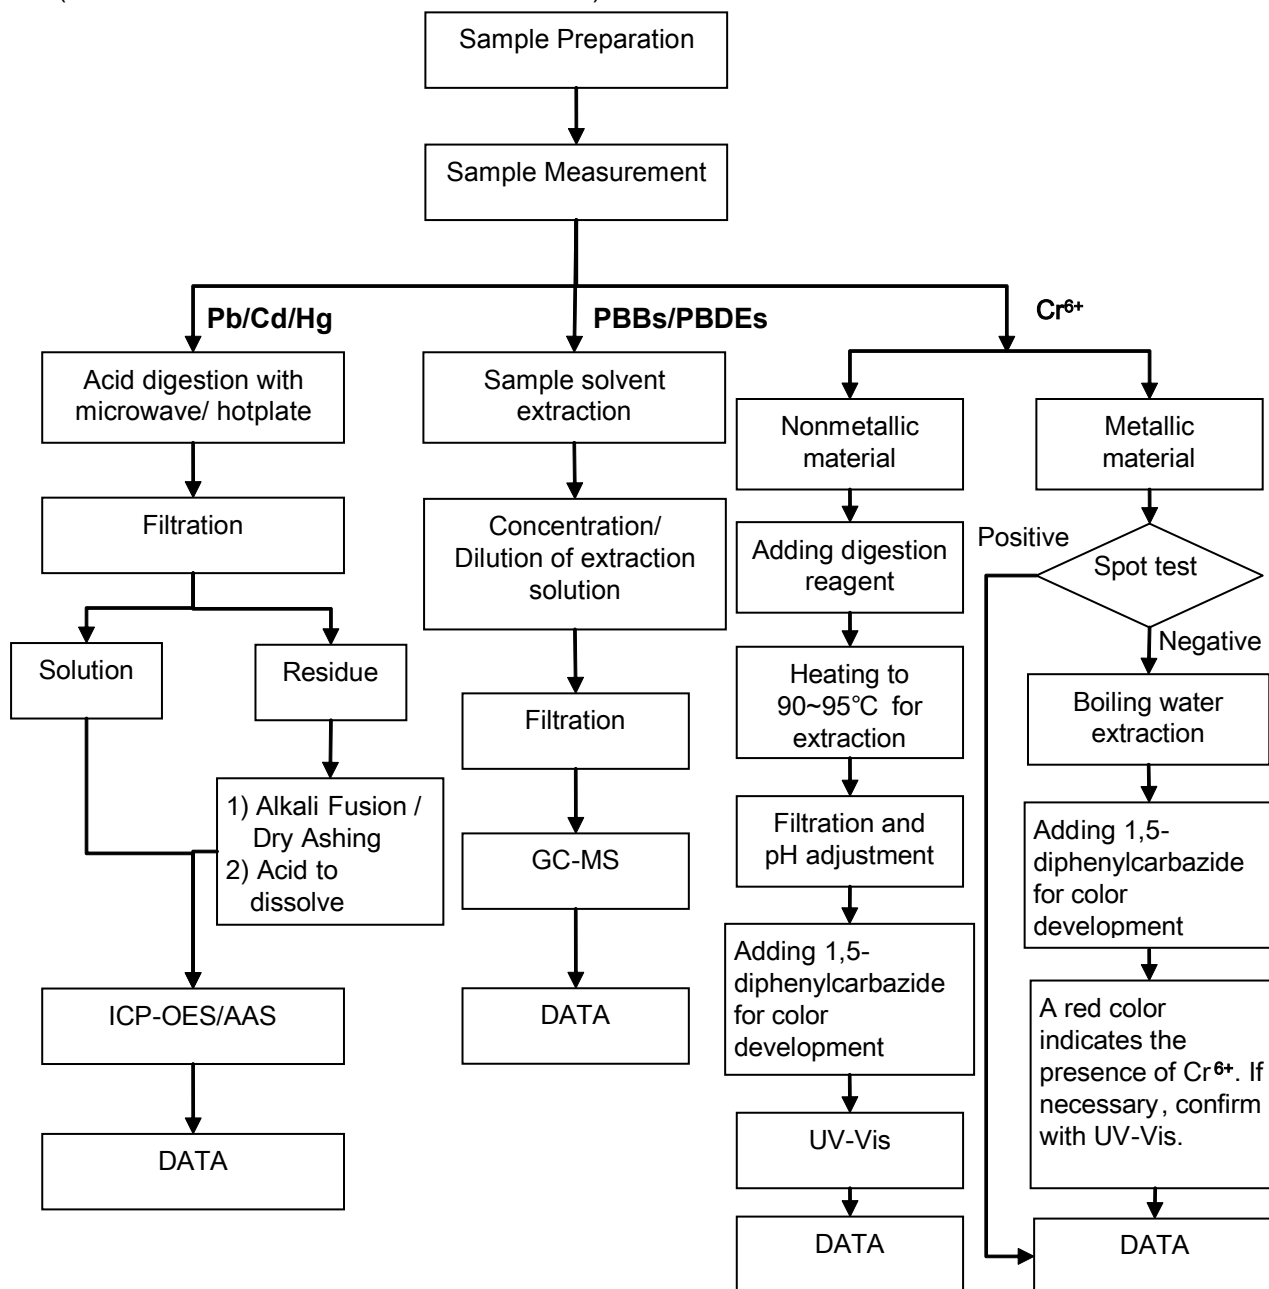 Sample Preparation
Sample Measurement
Pb/Cd/Hg
PBBs/PBDEs
Cr⁶⁺
Acid digestion with
microwave/ hotplate
Filtration
Solution
Residue
1) Alkali Fusion /
Dry Ashing
2) Acid to
dissolve
ICP-OES/AAS
DATA
Sample solvent
extraction
Concentration/
Dilution of extraction
solution
Filtration
GC-MS
DATA
Nonmetallic
material
Adding digestion
reagent
Heating to
90~95℃ for
extraction
Filtration and
pH adjustment
Adding 1,5-
diphenylcarbazide
for color
development
UV-Vis
DATA
Metallic
material
Positive
Spot test
Negative
Boiling water
extraction
Adding 1,5-
diphenylcarbazide
for color
development
A red color
indicates the
presence of Cr⁶⁺. If
necessary, confirm
with UV-Vis.
DATA